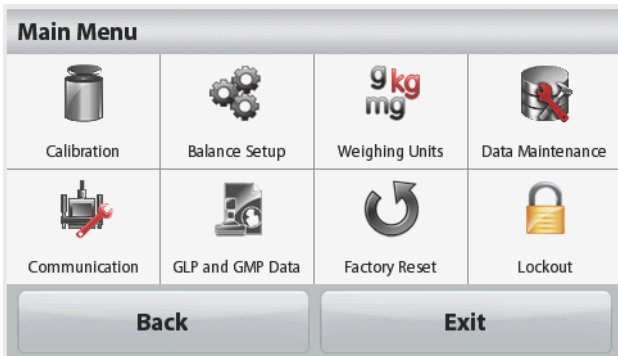 Main Menu
g kg
mg
Calibration
Balance Setup
Weighing Units
Data Maintenance
Communication
GLP and GMP Data
Factory Reset
Lockout
Back
Exit